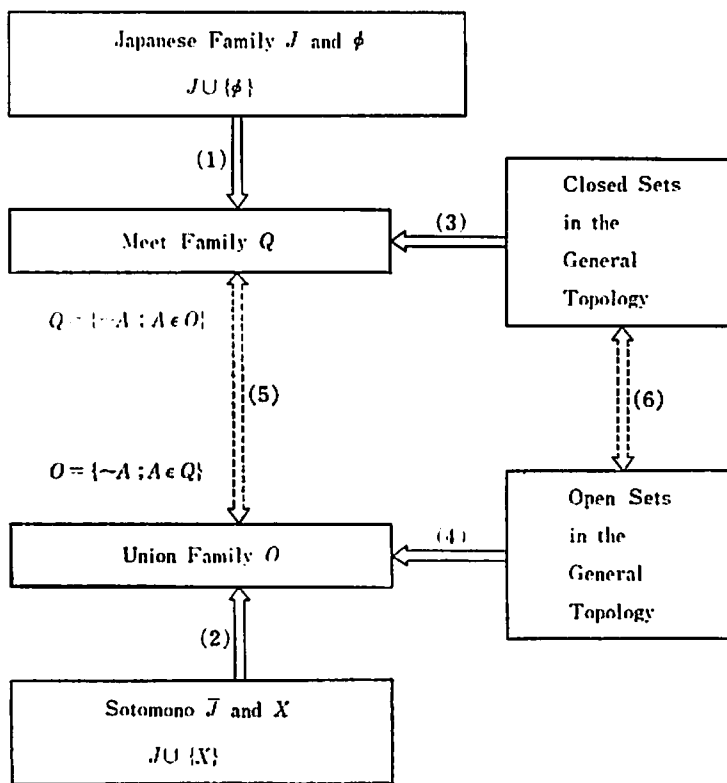 Japanese Family J and ϕ
J∪{ϕ}
(1)
Closed Sets
in the
General
Topology
(3)
Meet Family Q
Q = {~A ; A ϵ O}
(5)
(6)
O = {~A ; A ϵ Q}
Open Sets
in the
General
Topology
(4)
Union Family O
(2)
Sotomono J̅ and X
J∪{X}